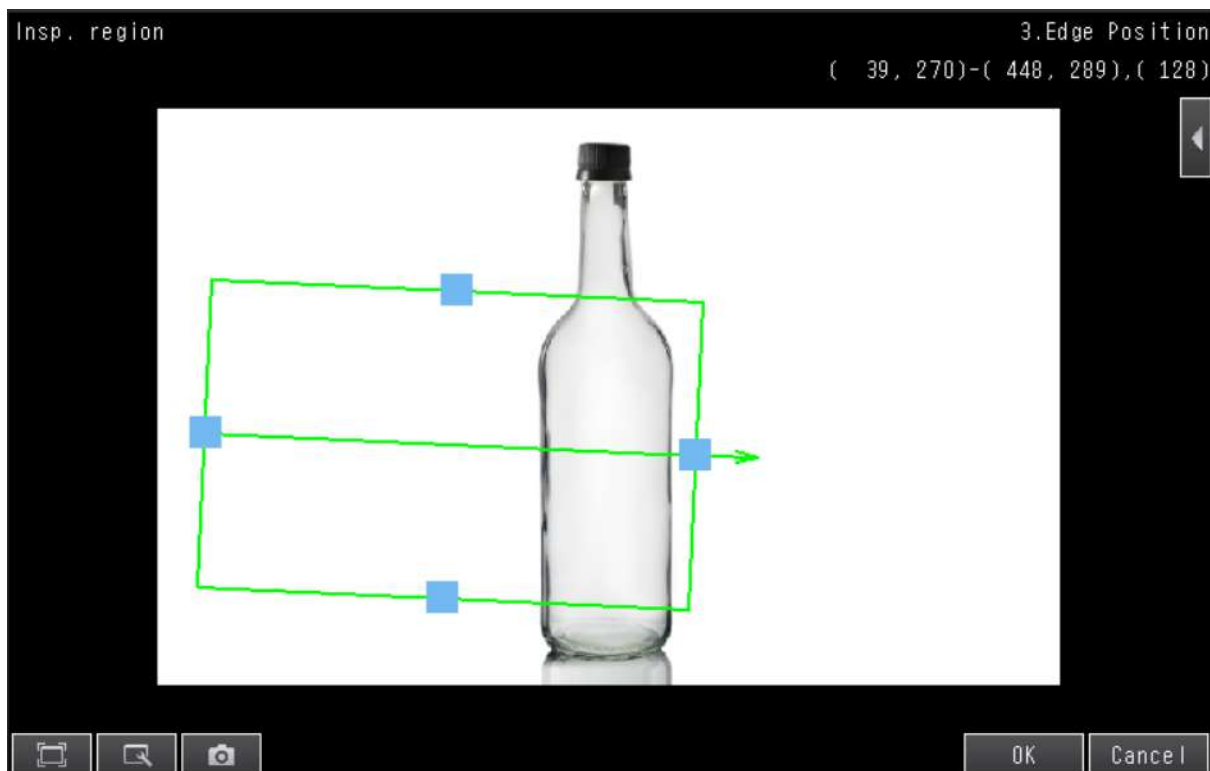 Insp. region
3.Edge Position
(  39, 270)-( 448, 289),( 128)
OK
Cancel